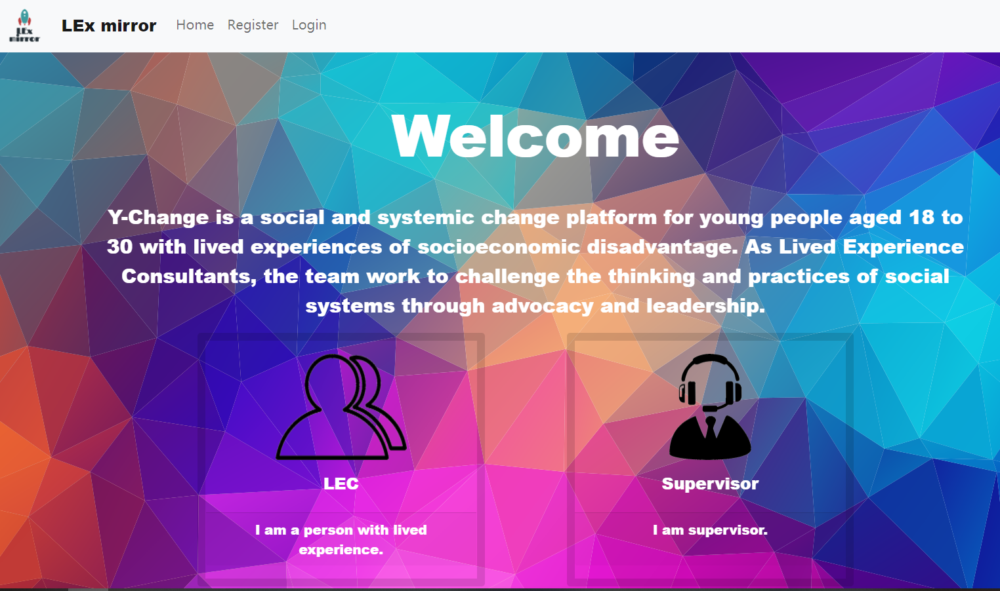 LEx
mirror
LEx mirror Home Register Login
Welcome
Y-Change is a social and systemic change platform for young people aged 18 to
30 with lived experiences of socioeconomic disadvantage. As Lived Experience
Consultants, the team work to challenge the thinking and practices of social
systems through advocacy and leadership.
LEC
Supervisor
I am a person with lived
experience.
I am supervisor.